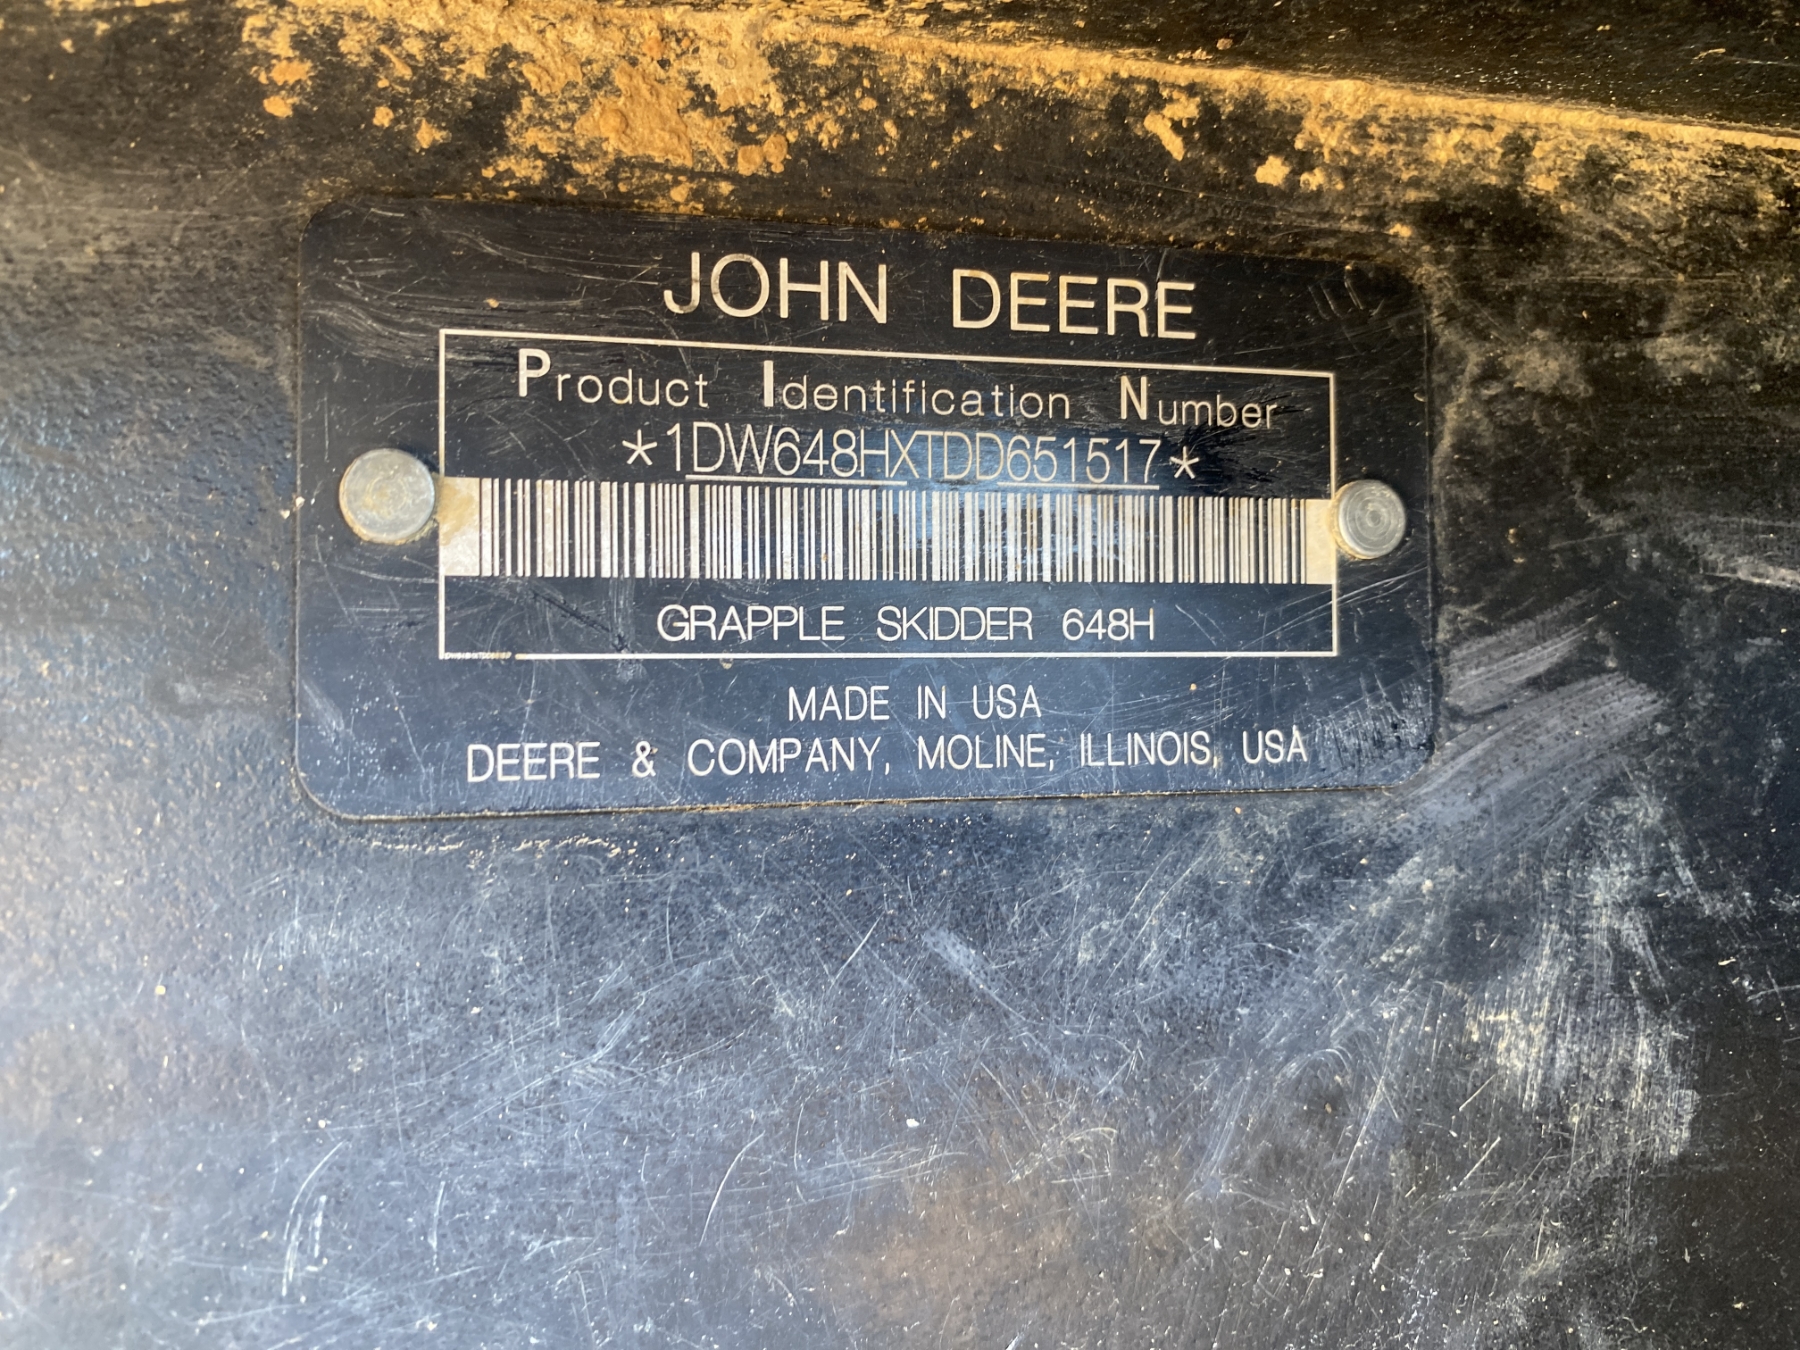 JOHN DEERE
Product Identification Number
*1DW648HXTDD651517*
GRAPPLE SKIDDER 648H
MADE IN USA
DEERE & COMPANY, MOLINE, ILLINOIS, USA